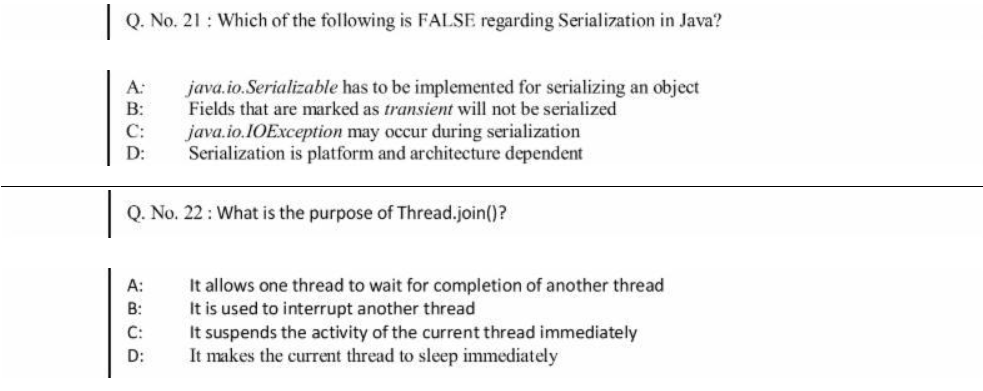 Q. No. 21 : Which of the following is FALSE regarding Serialization in Java?
A: java.io.Serializable has to be implemented for serializing an object
B: Fields that are marked as transient will not be serialized
C: java.io.IOException may occur during serialization
D: Serialization is platform and architecture dependent
Q. No. 22 : What is the purpose of Thread.join()?
A: It allows one thread to wait for completion of another thread
B: It is used to interrupt another thread
C: It suspends the activity of the current thread immediately
D: It makes the current thread to sleep immediately